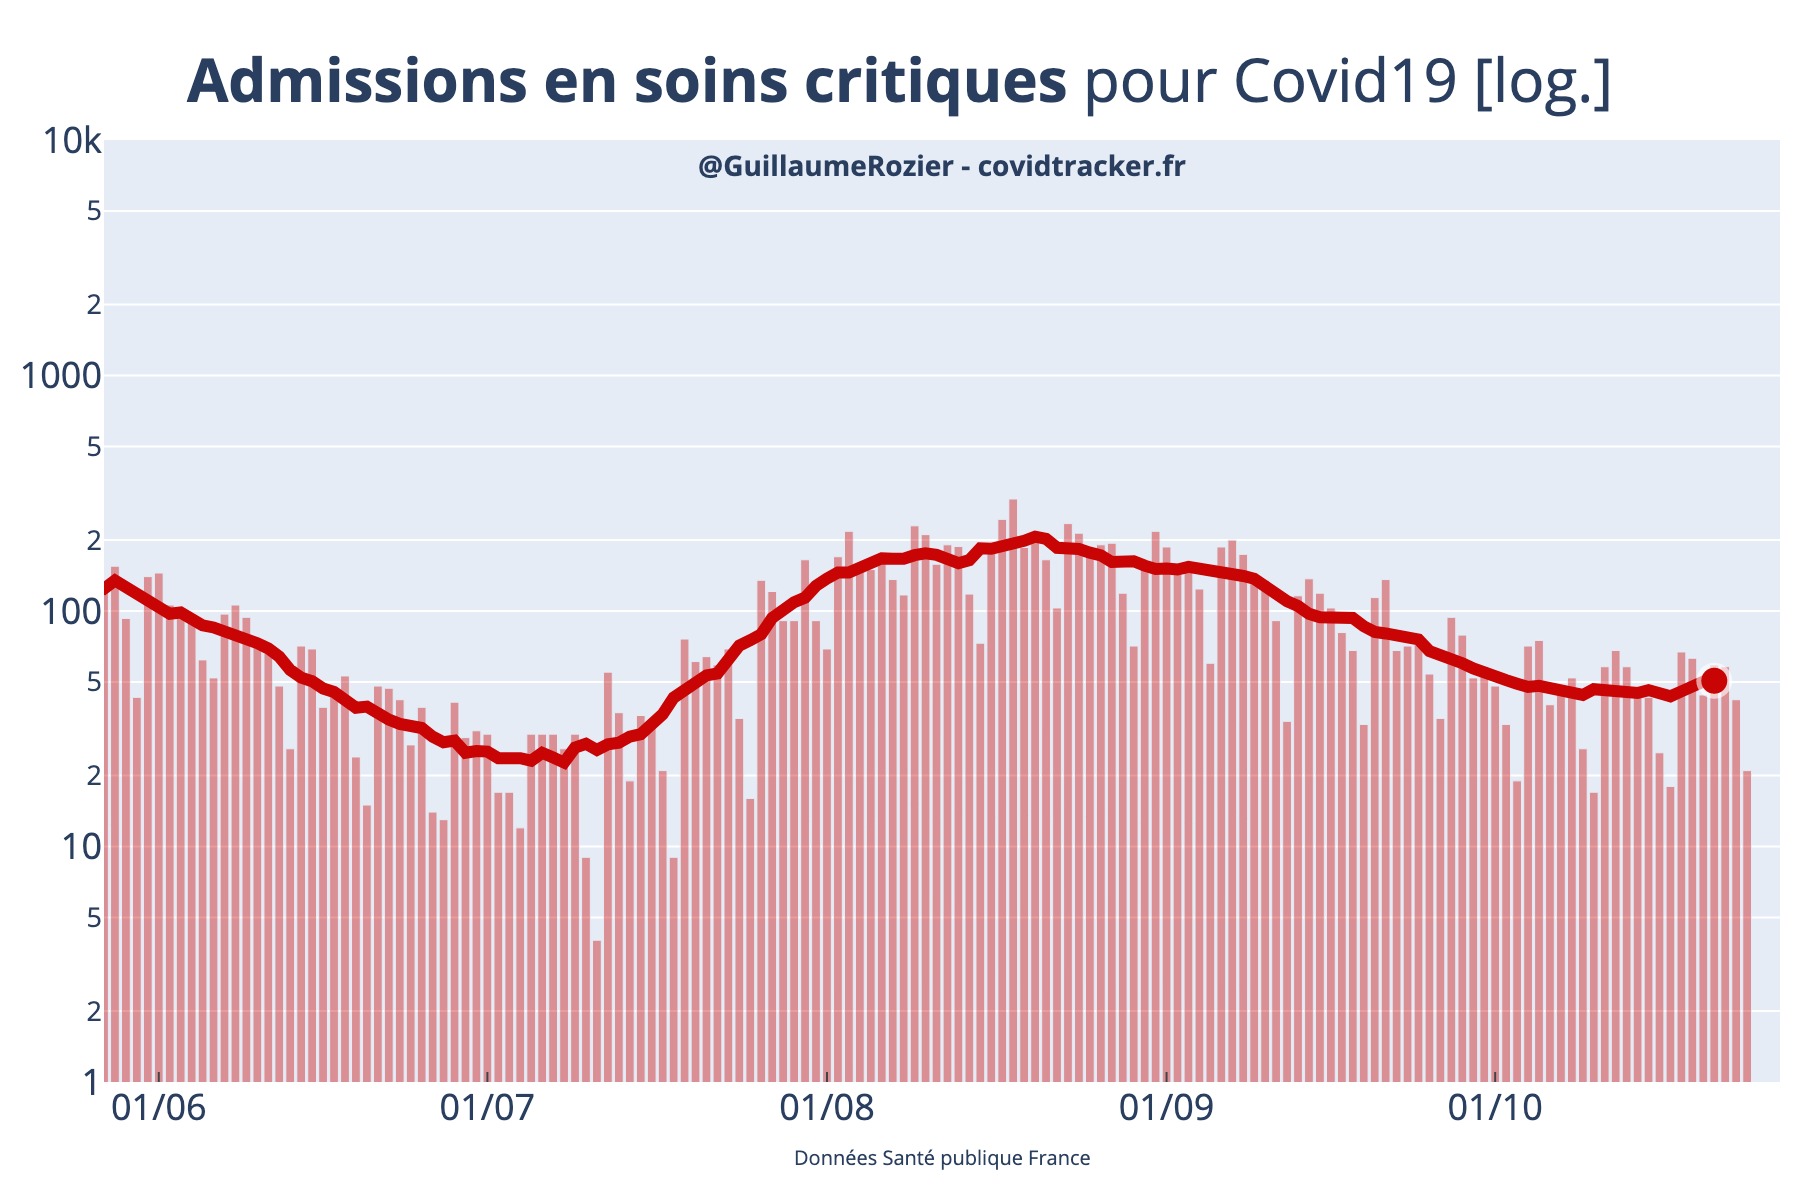 Admissions en soins critiques pour Covid19 [log.]
@GuillaumeRozier - covidtracker.fr
10k
5
2
1000
5
2
100
5
2
10
5
2
1
01/06 01/07 01/08 01/09 01/10
Données Santé publique France